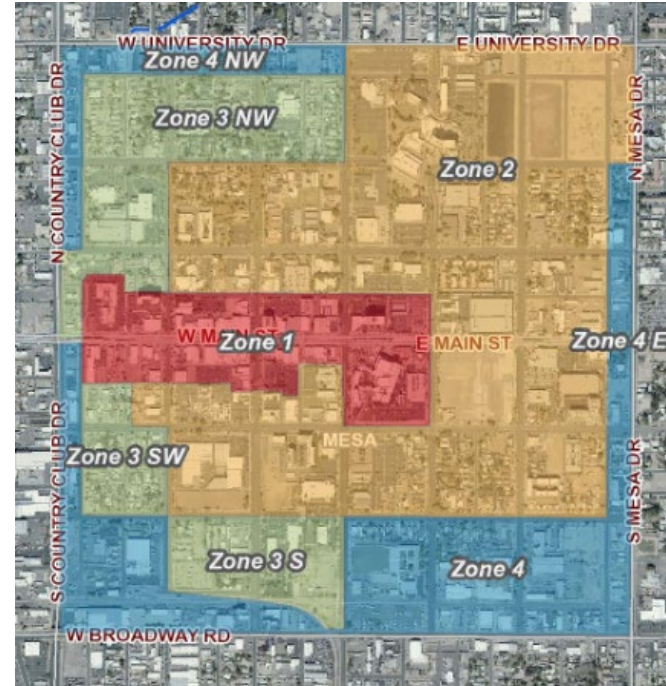 W UNIVERSITY DR
E UNIVERSITY DR
Zone 4 NW
N COUNTRY CLUB DR
N MESA DR
Zone 3 NW
Zone 2
W MAIN ST
Zone 1
E MAIN ST
Zone 4 E
MESA
S COUNTRY CLUB DR
Zone 3 SW
S MESA DR
Zone 3 S
Zone 4
W BROADWAY RD